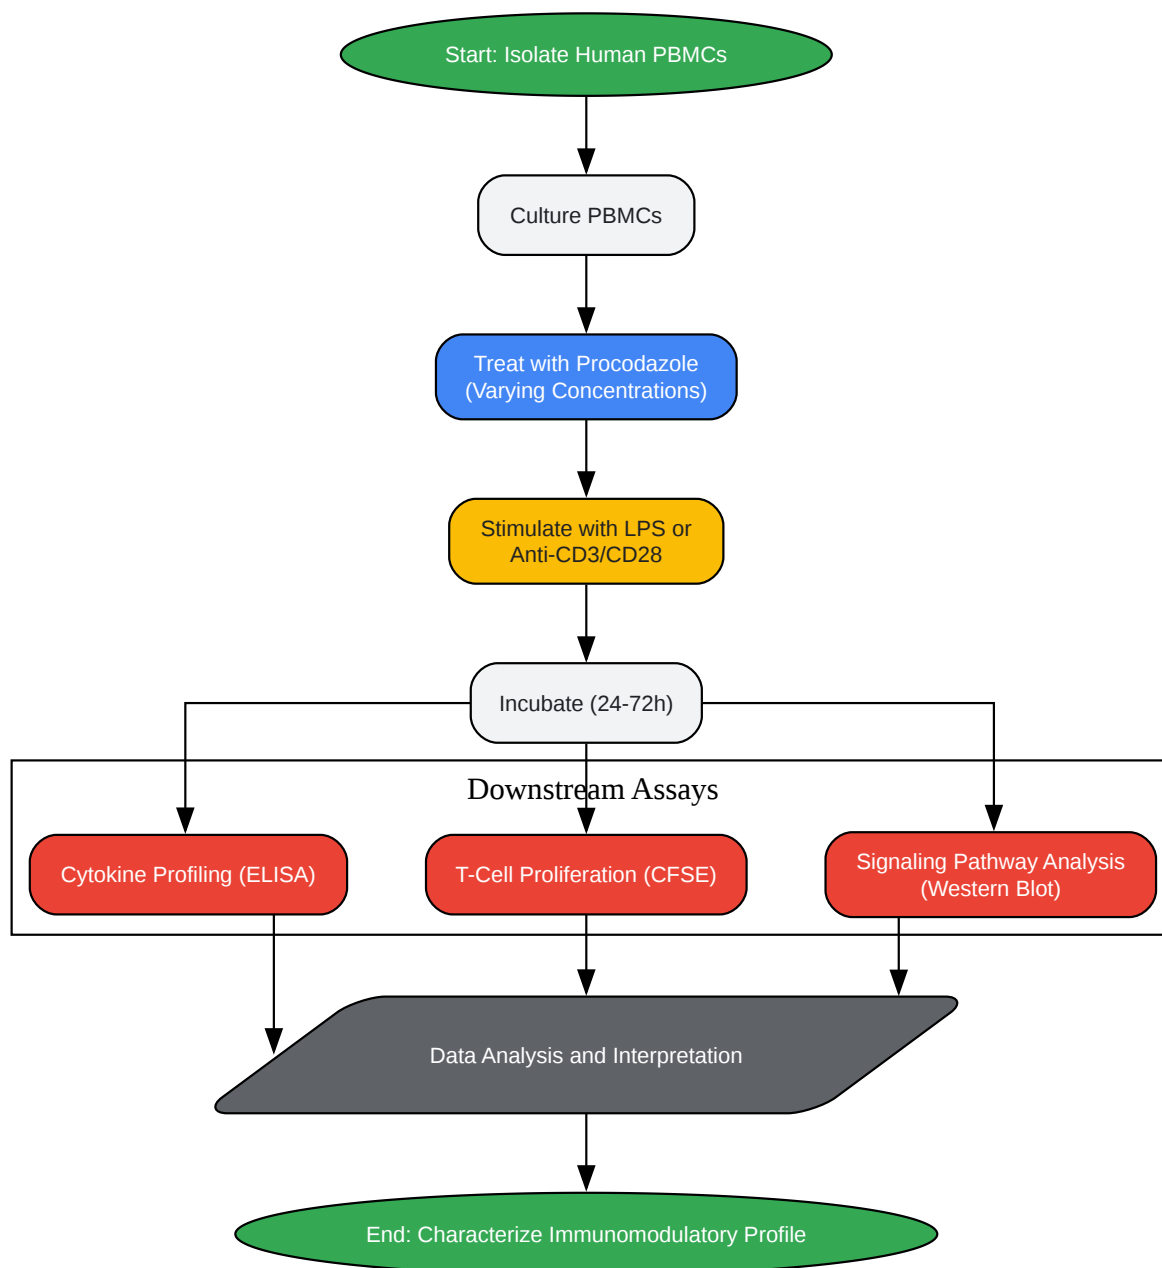 Start: Isolate Human PBMCs
Culture PBMCs
Treat with Procodazole
(Varying Concentrations)
Stimulate with LPS or
Anti-CD3/CD28
Incubate (24-72h)
Downstream Assays
Cytokine Profiling (ELISA)
T-Cell Proliferation (CFSE)
Signaling Pathway Analysis
(Western Blot)
Data Analysis and Interpretation
End: Characterize Immunomodulatory Profile